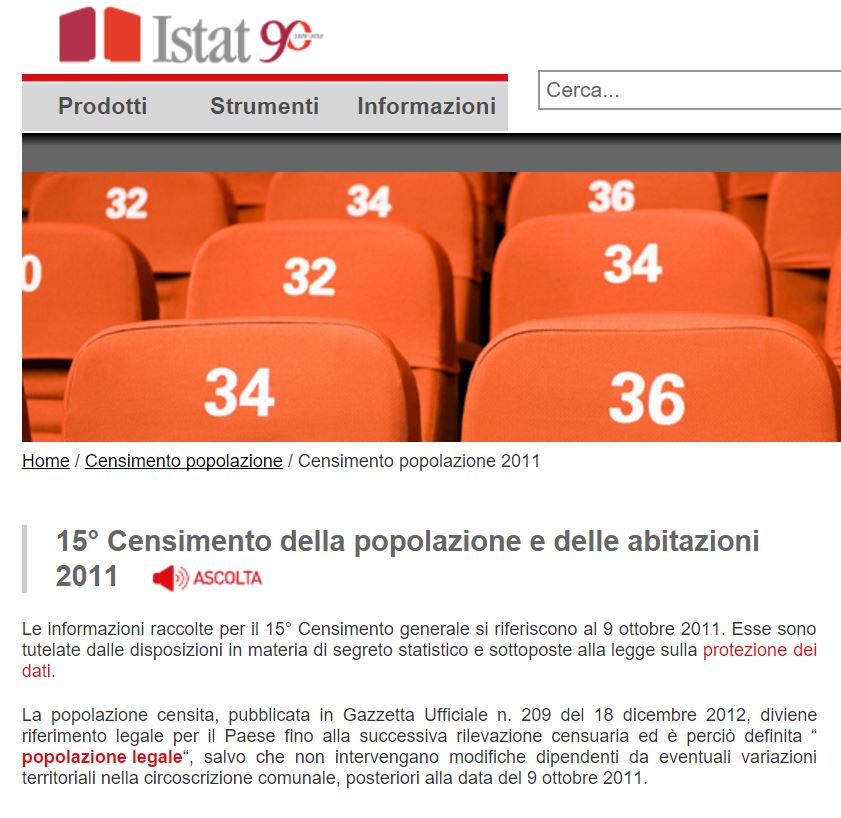 Istat 90
Prodotti Strumenti Informazioni
Cerca...
32 34 36
0 32 34
34 36
Home / Censimento popolazione / Censimento popolazione 2011
15° Censimento della popolazione e delle abitazioni
2011 ASCOLTA
Le informazioni raccolte per il 15° Censimento generale si riferiscono al 9 ottobre 2011. Esse sono
tutelate dalle disposizioni in materia di segreto statistico e sottoposte alla legge sulla protezione dei
dati.
La popolazione censita, pubblicata in Gazzetta Ufficiale n. 209 del 18 dicembre 2012, diviene
riferimento legale per il Paese fino alla successiva rilevazione censuaria ed è perciò definita “
popolazione legale“, salvo che non intervengano modifiche dipendenti da eventuali variazioni
territoriali nella circoscrizione comunale, posteriori alla data del 9 ottobre 2011.